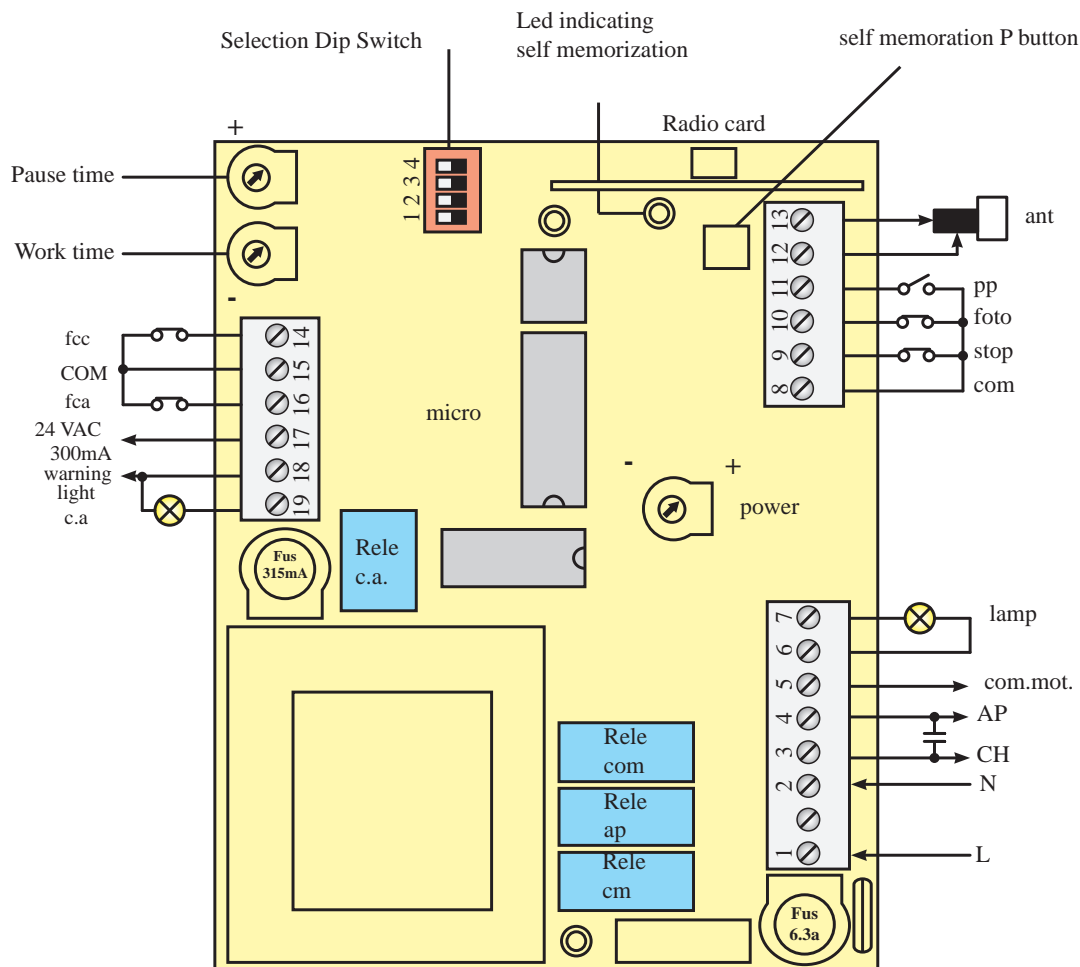 Selection Dip Switch
Led indicating
self memorization
self memoration P button
+
Pause time
Work time
-
1 2 3 4
Radio card
13
12
11
10
9
8
ant
pp
foto
stop
com
fcc
COM
fca
24 VAC
300mA
warning
light
c.a
14
15
16
17
18
19
micro
-
+
power
Fus
315mA
Rele
c.a.
7
6
5
4
3
2
1
lamp
com.mot.
AP
CH
N
L
Rele
com
Rele
ap
Rele
cm
Fus
6.3a